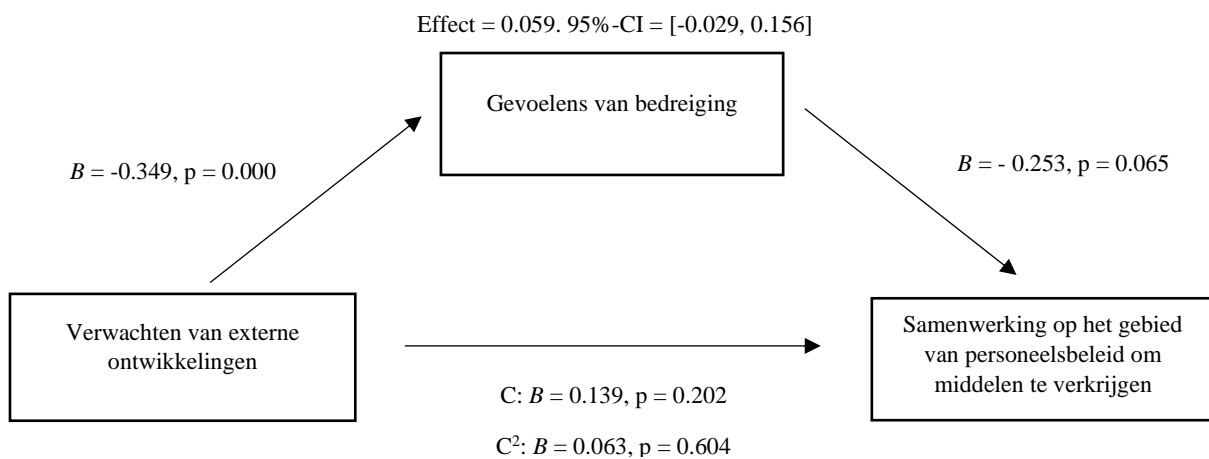 Effect = 0.059. 95%-CI = [-0.029, 0.156]
Gevoelens van bedreiging
B = -0.349, p = 0.000
B = - 0.253, p = 0.065
Verwachten van externe
ontwikkelingen
Samenwerking op het gebied
van personeelsbeleid om
middelen te verkrijgen
C: B = 0.139, p = 0.202
C²: B = 0.063, p = 0.604